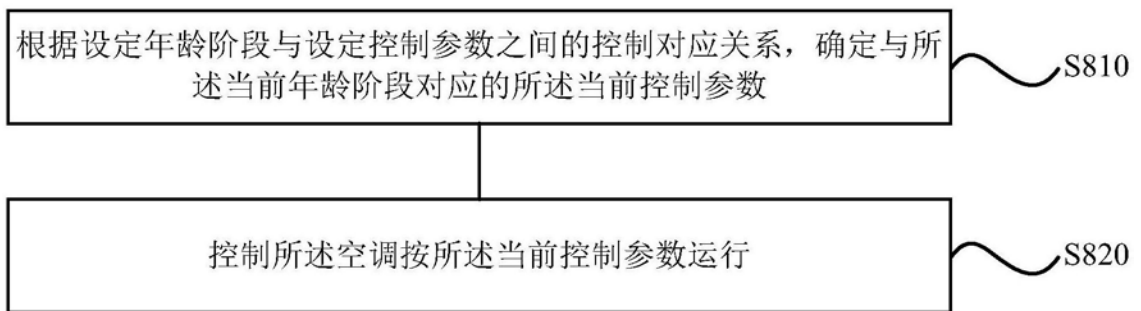 根据设定年龄阶段与设定控制参数之间的控制对应关系，确定与所
述当前年龄阶段对应的所述当前控制参数
S810
控制所述空调按所述当前控制参数运行
S820